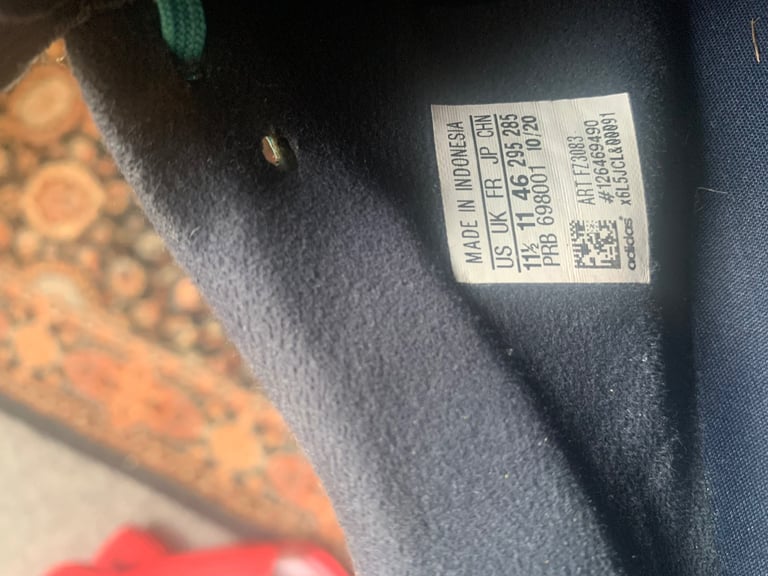 MADE IN INDONESIA
US UK FR JP CHN
11½ 11 46 295 285
PRB 698001 10/20
ART FZ3083
#126469490
x6L5JCL&00091
adidas